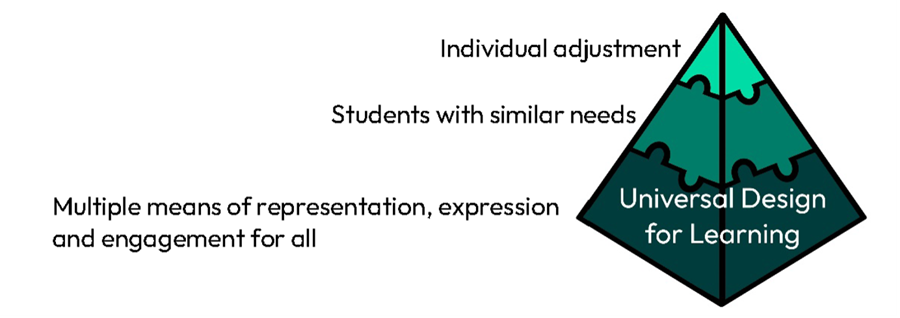 Individual adjustment
Students with similar needs
Multiple means of representation, expression
and engagement for all
Universal Design
for Learning